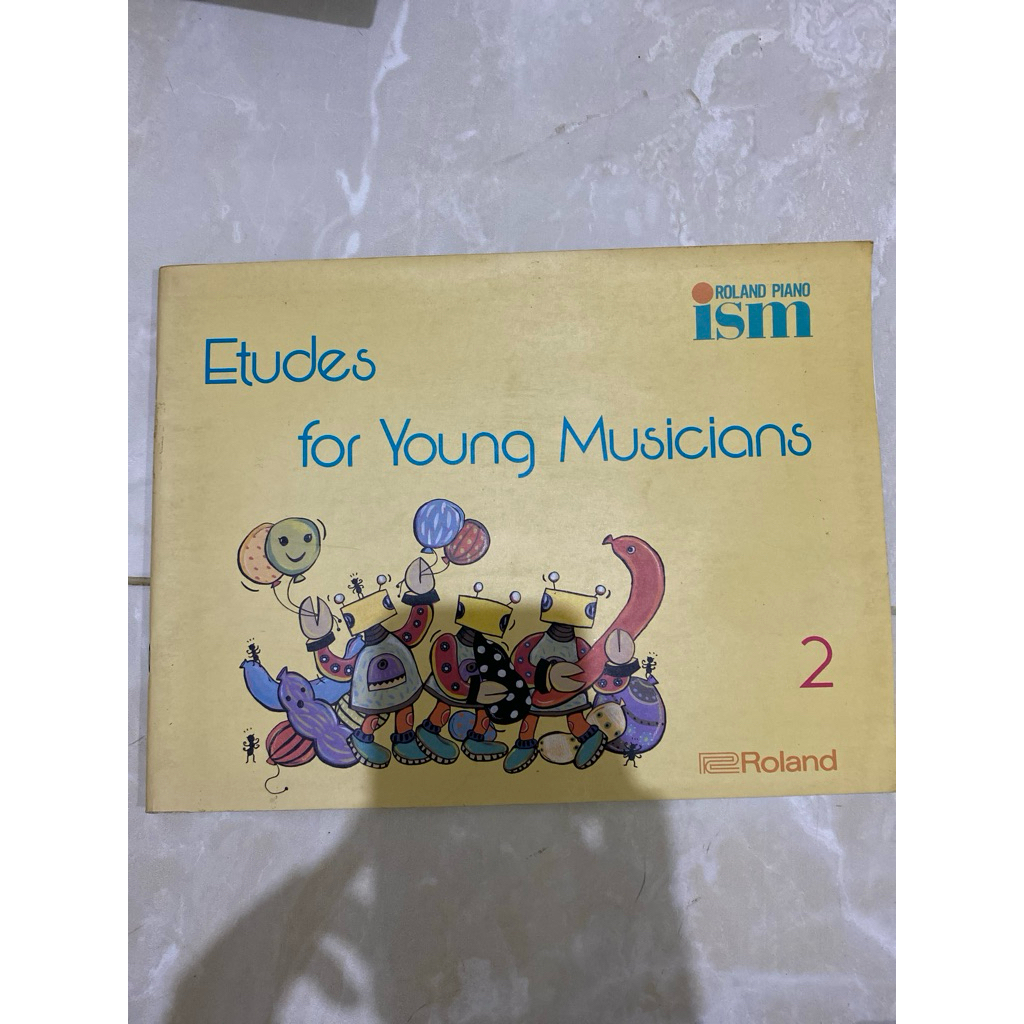 ROLAND PIANO
ism
Etudes
for Young Musicians
2
Roland